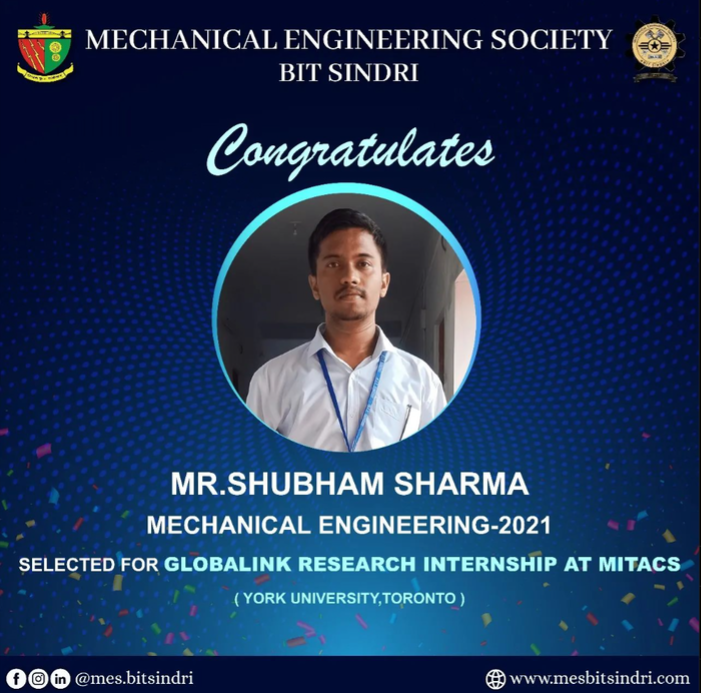 MECHANICAL ENGINEERING SOCIETY
BIT SINDRI
Congratulates
MR.SHUBHAM SHARMA
MECHANICAL ENGINEERING-2021
SELECTED FOR GLOBALINK RESEARCH INTERNSHIP AT MITACS
( YORK UNIVERSITY,TORONTO )
@mes.bitsindri
www.mesbitsindri.com